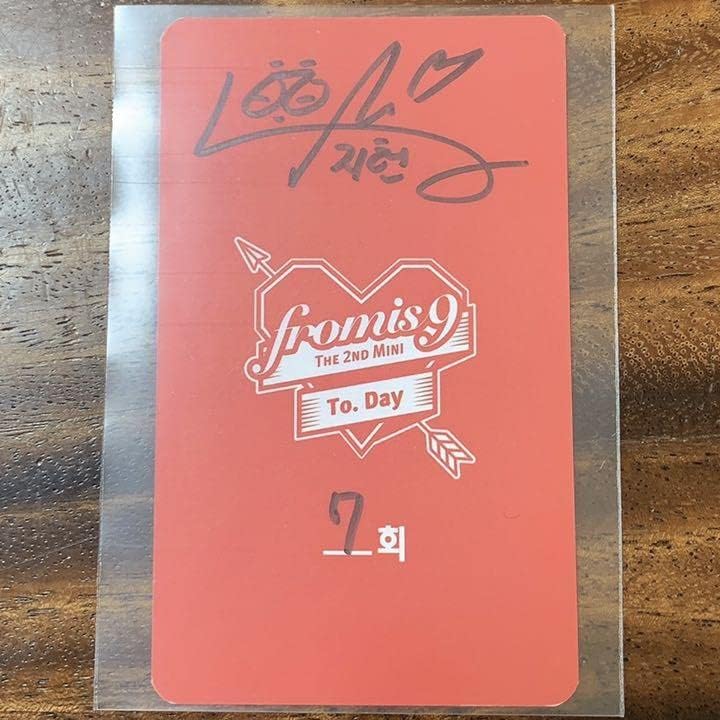 지헌
fromis_9
THE 2ND MINI
To. Day
7회